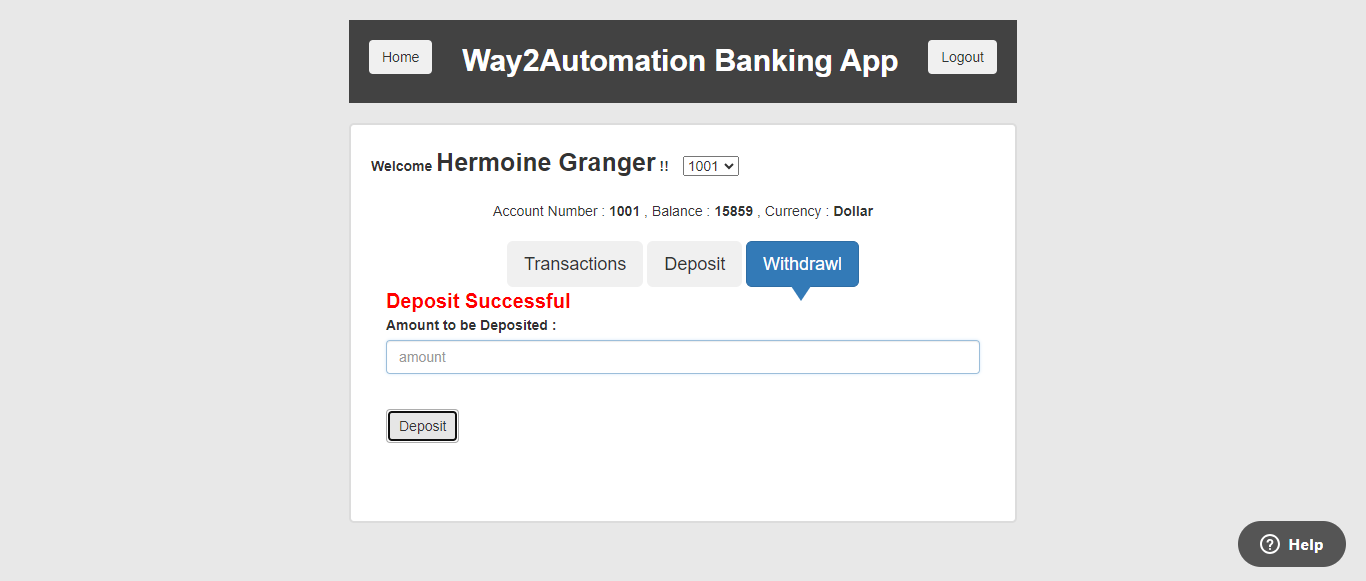 Home
Way2Automation Banking App
Logout
Welcome Hermoine Granger !! 1001
Account Number : 1001 , Balance : 15859 , Currency : Dollar
Transactions Deposit Withdrawl
Deposit Successful
Amount to be Deposited :
amount
Deposit
Help